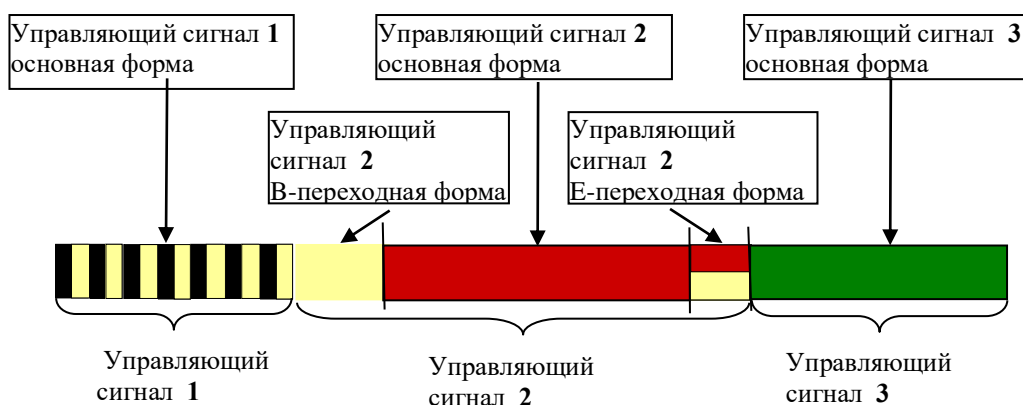 Управляющий сигнал 1
основная форма
Управляющий сигнал 2
основная форма
Управляющий сигнал 3
основная форма
Управляющий
сигнал 2
В-переходная форма
Управляющий
сигнал 2
Е-переходная форма
Управляющий
сигнал 1
Управляющий
сигнал 2
Управляющий
сигнал 3